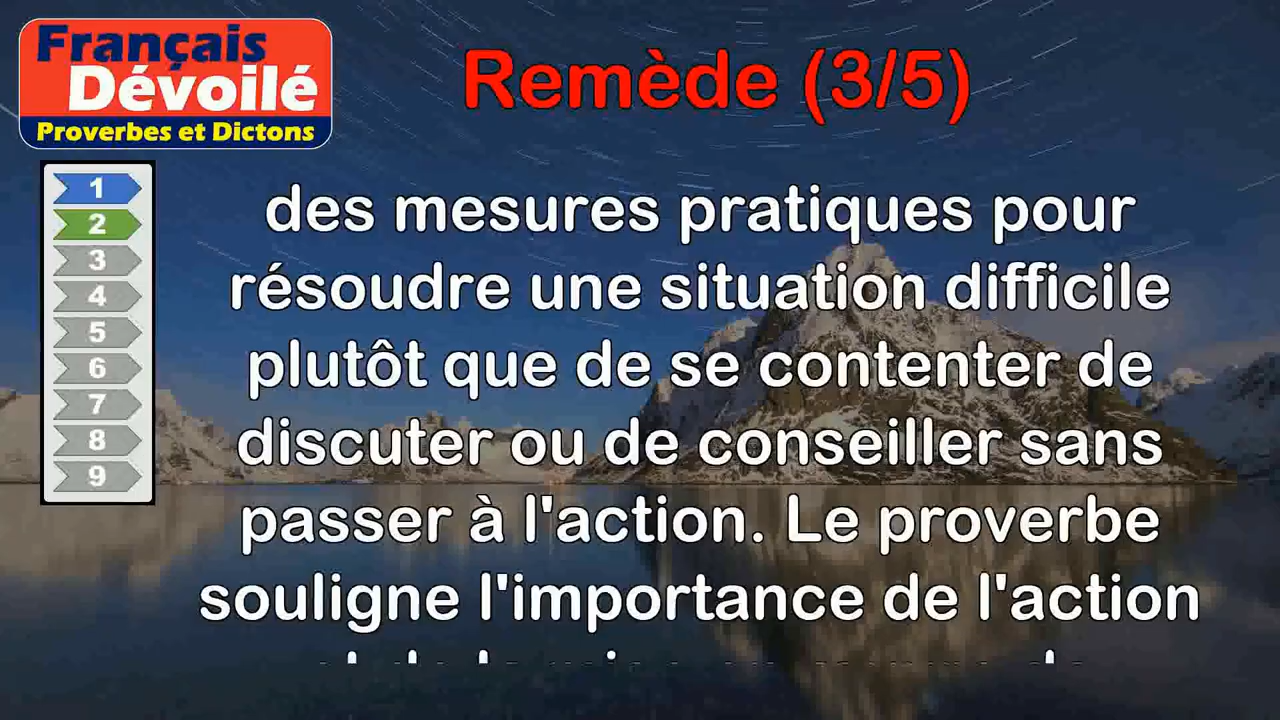 Français
Dévoilé
Proverbes et Dictons
Remède (3/5)
1
2
3
4
5
6
7
8
9
des mesures pratiques pour
résoudre une situation difficile
plutôt que de se contenter de
discuter ou de conseiller sans
passer à l'action. Le proverbe
souligne l'importance de l'action